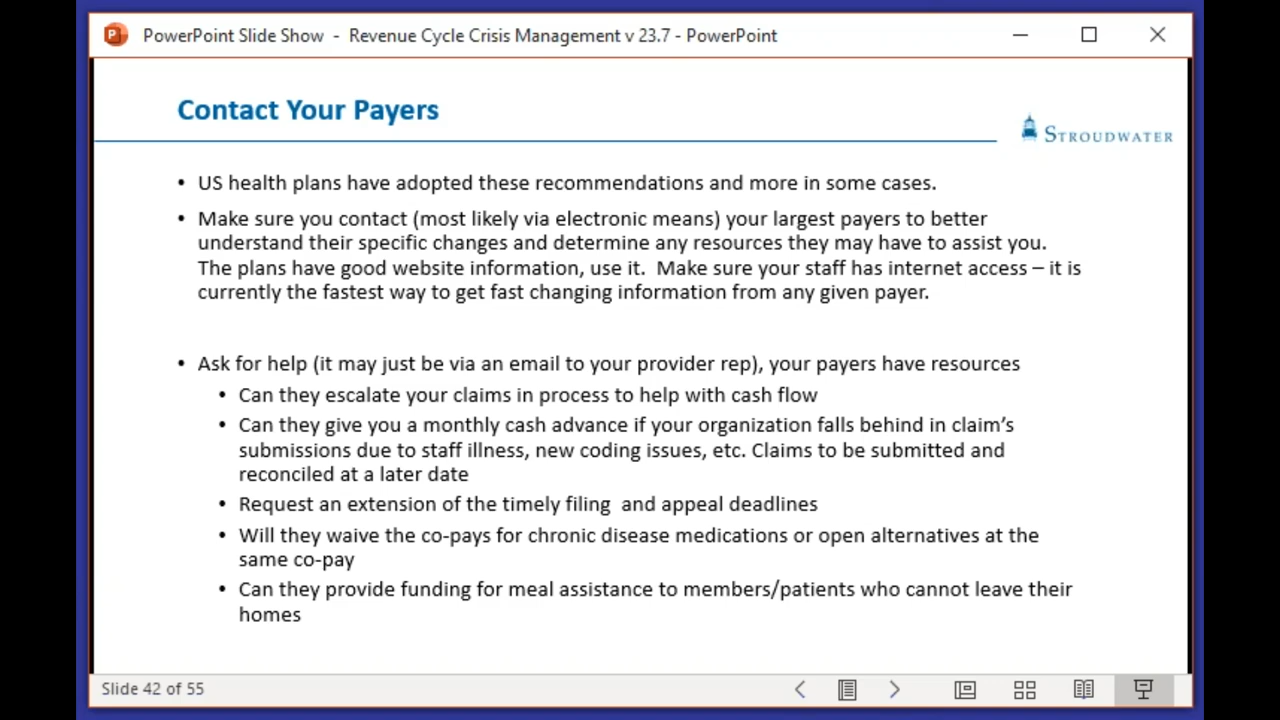 PowerPoint Slide Show - Revenue Cycle Crisis Management v 23.7 - PowerPoint
Contact Your Payers
STROUDWATER
• US health plans have adopted these recommendations and more in some cases.
• Make sure you contact (most likely via electronic means) your largest payers to better
understand their specific changes and determine any resources they may have to assist you.
The plans have good website information, use it.  Make sure your staff has internet access – it is
currently the fastest way to get fast changing information from any given payer.
• Ask for help (it may just be via an email to your provider rep), your payers have resources
• Can they escalate your claims in process to help with cash flow
• Can they give you a monthly cash advance if your organization falls behind in claim's
submissions due to staff illness, new coding issues, etc. Claims to be submitted and
reconciled at a later date
• Request an extension of the timely filing  and appeal deadlines
• Will they waive the co-pays for chronic disease medications or open alternatives at the
same co-pay
• Can they provide funding for meal assistance to members/patients who cannot leave their
homes
Slide 42 of 55